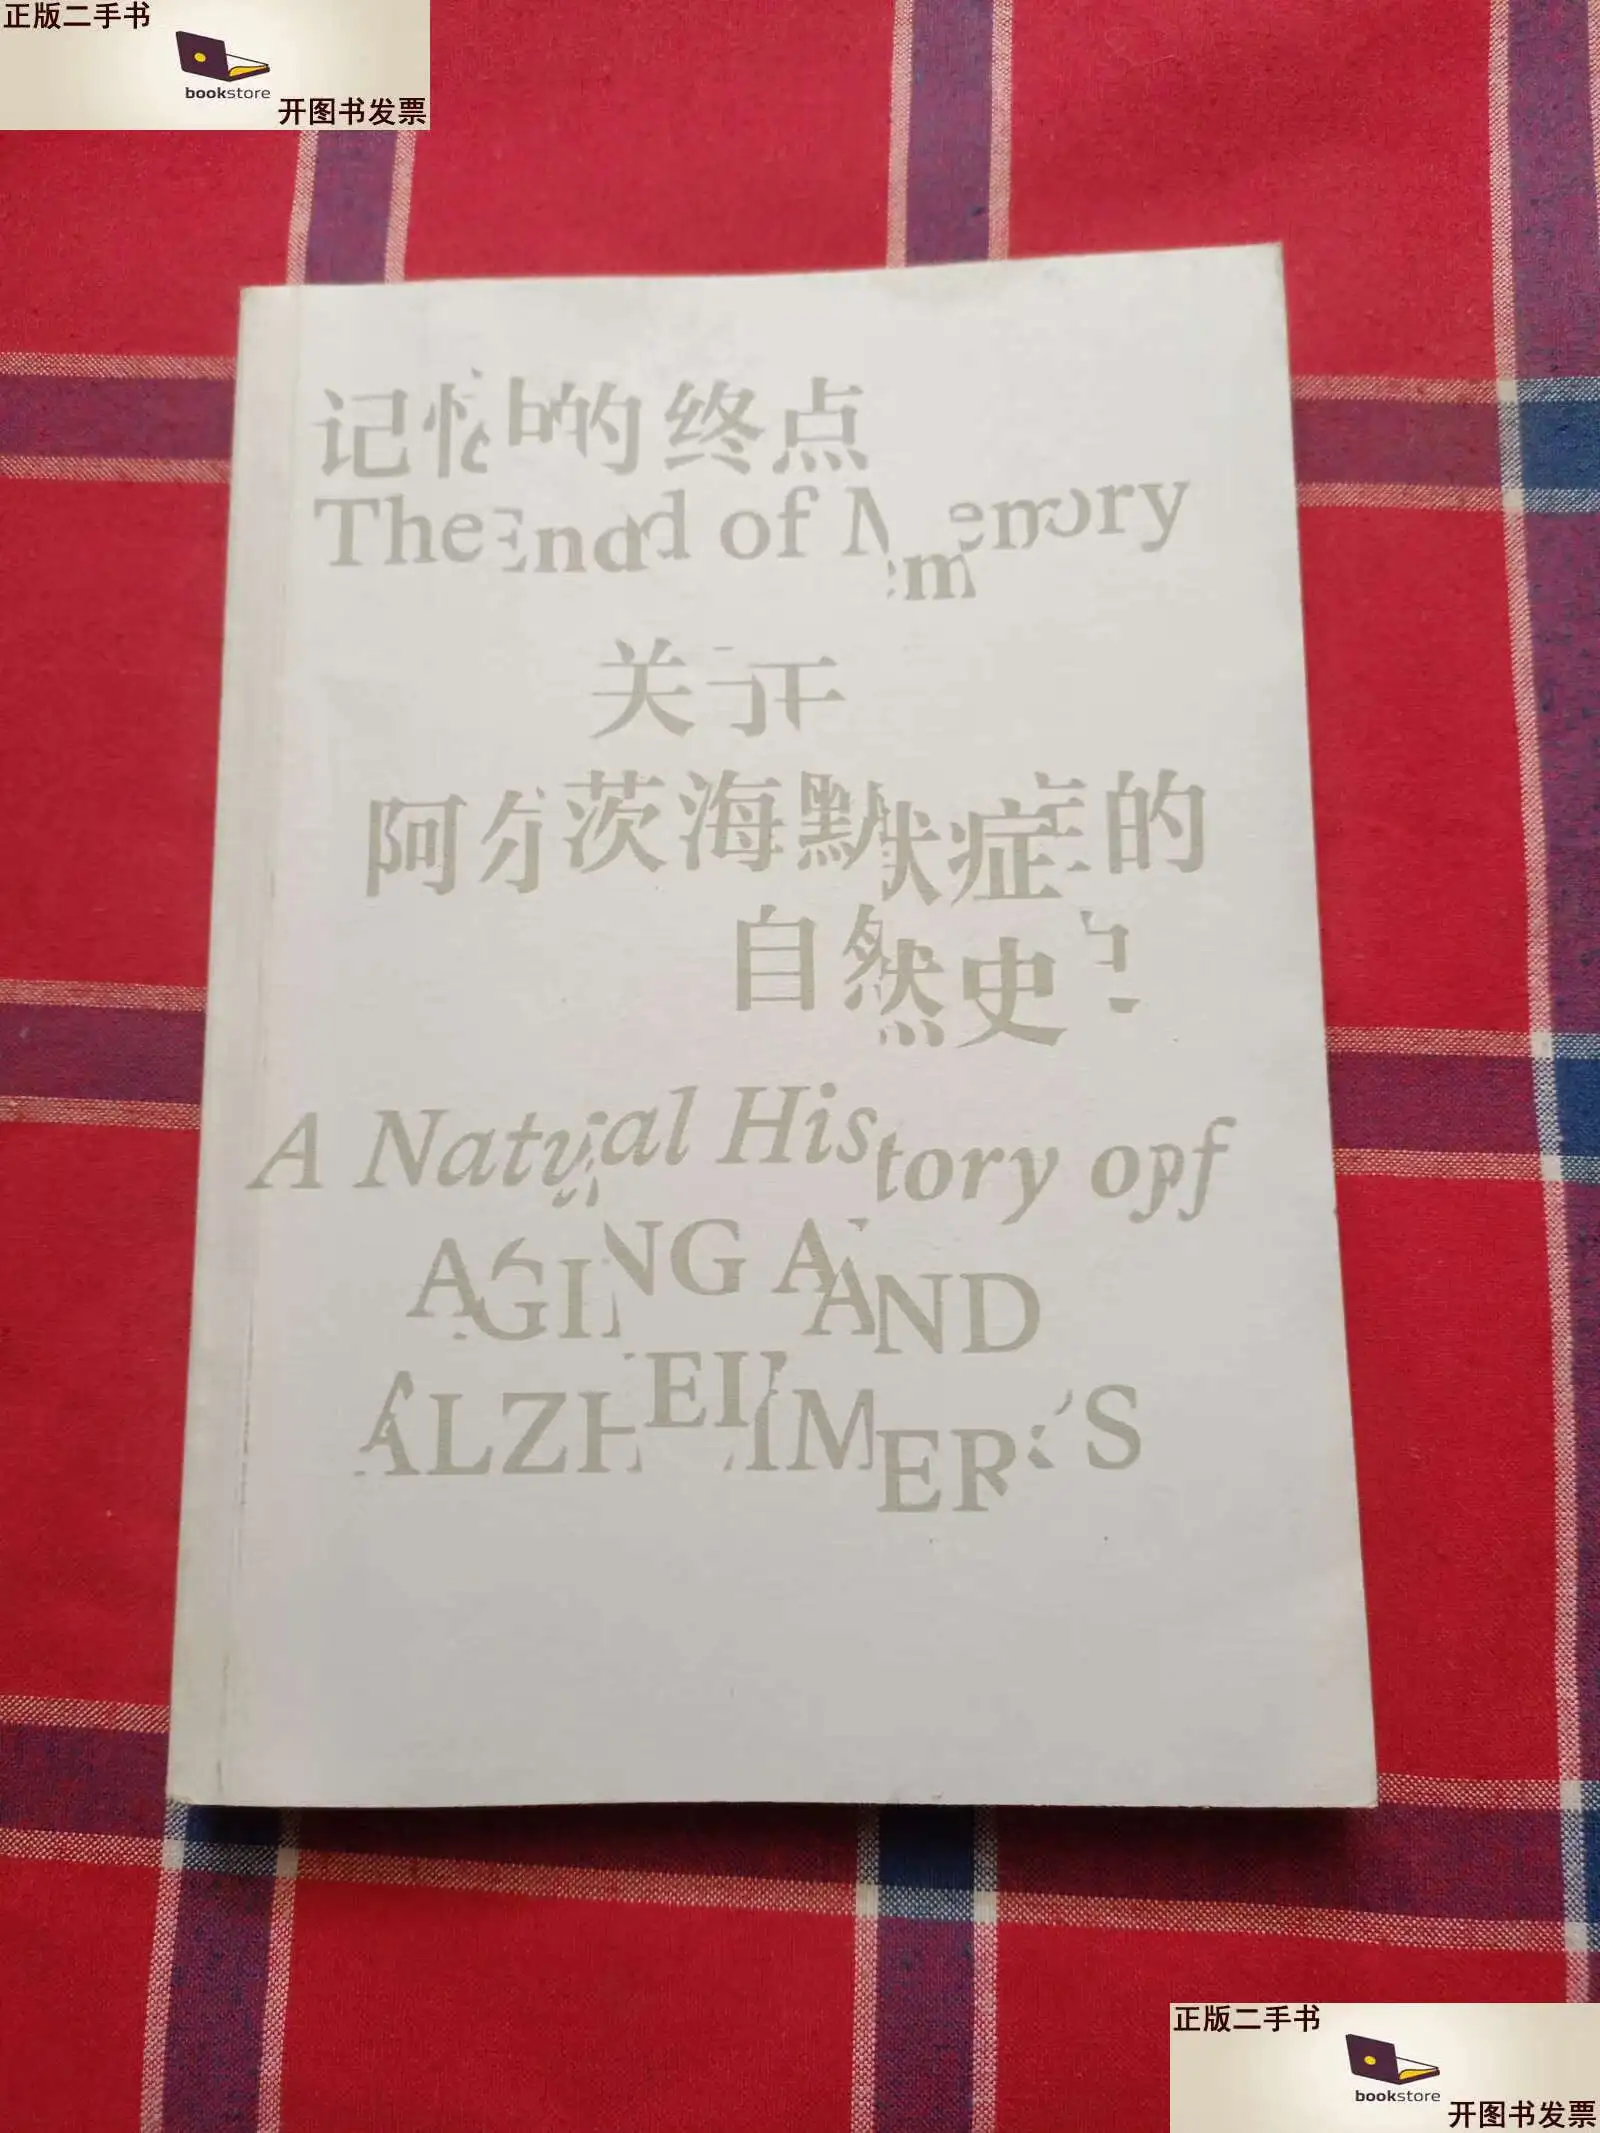 正版二手书
bookstore
开图书发票
记忆的终点
The End of Memory
关于
阿尔茨海默症的
自然史
A Natural History of
AGING AND
ALZHEIMER'S
正版二手书
bookstore
开图书发票